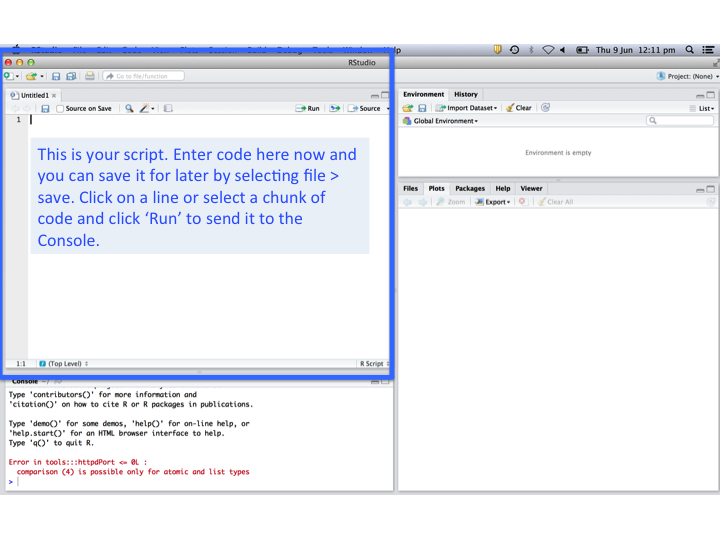 Thu 9 Jun 12:11 pm
RStudio
Go to file/function
Project: (None)
Untitled1
Source on Save
Run
Source
1
This is your script. Enter code here now and
you can save it for later by selecting file >
save. Click on a line or select a chunk of
code and click ‘Run’ to send it to the
Console.
1:1 (Top Level) R Script
Environment History
Import Dataset Clear List
Global Environment
Environment is empty
Files Plots Packages Help Viewer
Zoom Export Clear All
Console
Type 'contributors()' for more information and
'citation()' on how to cite R or R packages in publications.
Type 'demo()' for some demos, 'help()' for on-line help, or
'help.start()' for an HTML browser interface to help.
Type 'q()' to quit R.
Error in tools:::httpdPort <= 0L :
comparison (4) is possible only for atomic and list types
>